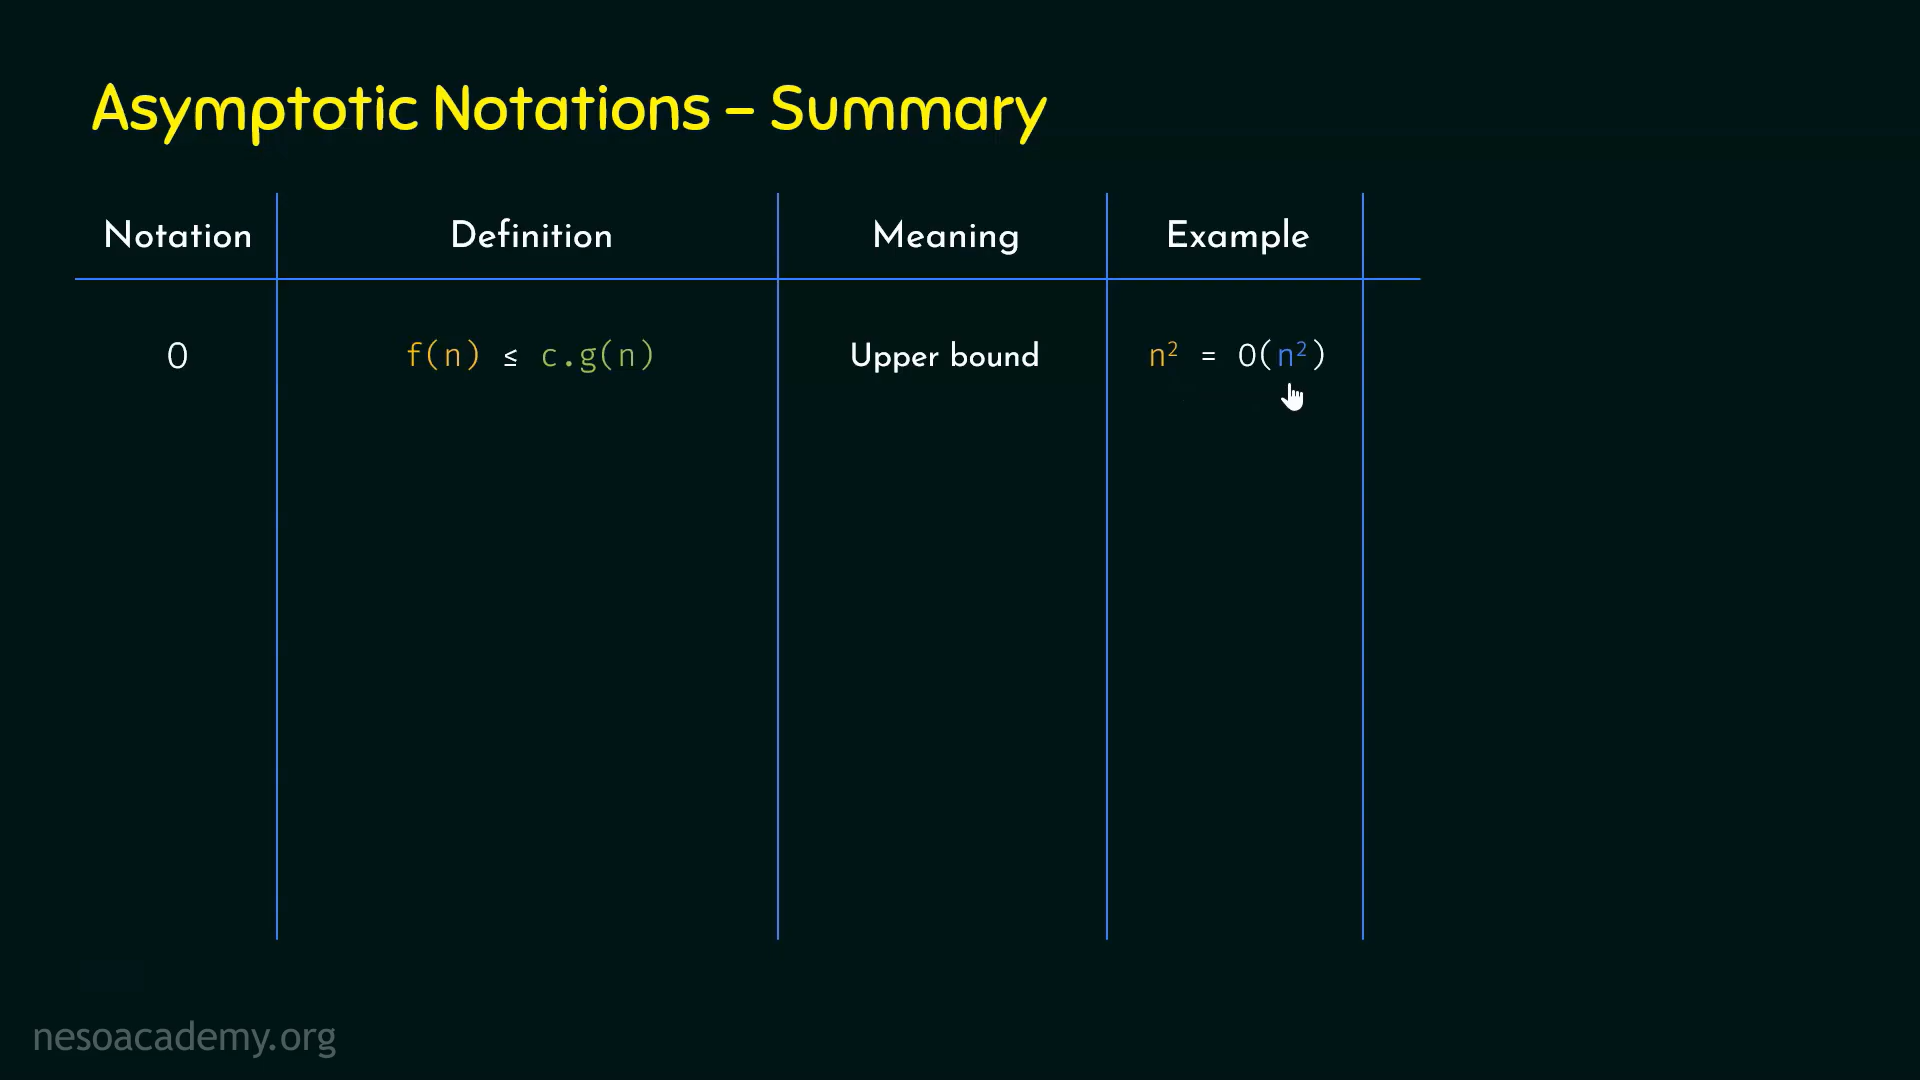 Asymptotic Notations – Summary
Notation Definition Meaning Example
O f(n) ≤ c.g(n) Upper bound n² = O(n²)
nesoacademy.org